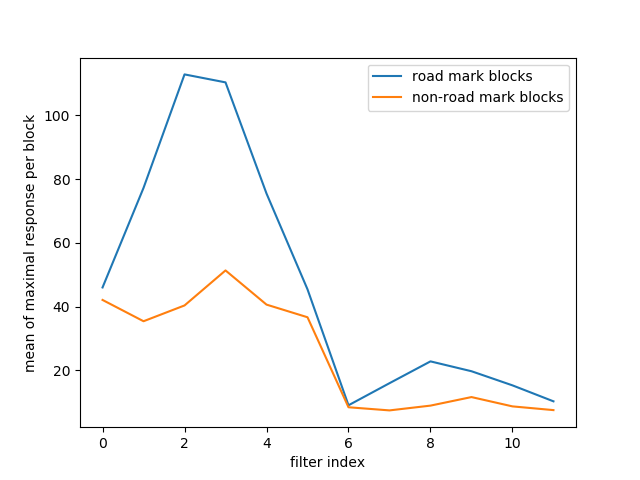 road mark blocks
non-road mark blocks
mean of maximal response per block
100
80
60
40
20
0 2 4 6 8 10
filter index